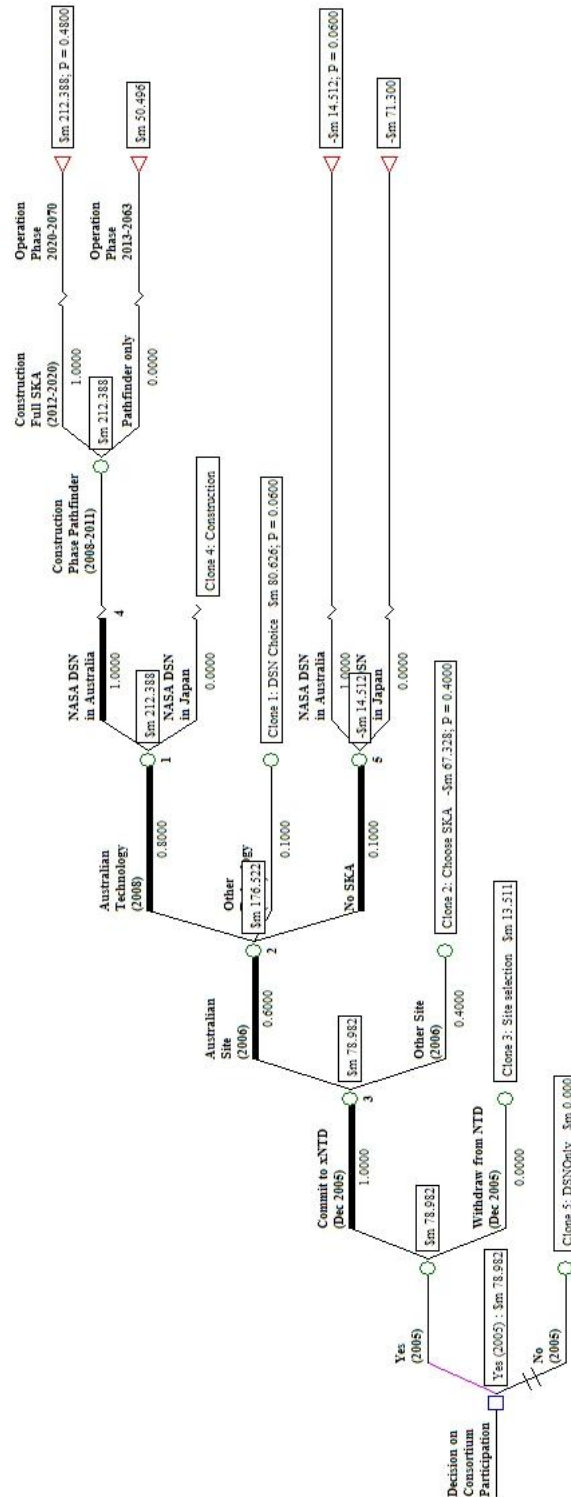 Decision on
Consortium
Participation
Yes (2005) : $m 78.982
Yes
(2005)
$m 78.982
No
(2005)
Clone 5: DSNOnly $m 0.000
Commit to xNTD
(Dec 2005)
1.0000
$m 78.982
3
Withdraw from NTD
(Dec 2005)
0.0000
Clone 3: Site selection $m 13.511
Australian
Site
(2006)
0.6000
$m 176.522
2
Other Site
(2006)
0.4000
Clone 2: Choose SKA -$m 67.328; P = 0.4000
Australian
Technology
(2008)
0.8000
$m 212.388
1
Other
0.1000
Clone 1: DSN Choice $m 80.626; P = 0.0600
No SKA
0.1000
-$m 14.512
5
NASA DSN
in Australia
1.0000
4
NASA DSN
in Japan
0.0000
Clone 4: Construction
NASA DSN
in Australia
1.0000
in Japan
0.0000
Construction
Phase Pathfinder
(2008-2011)
$m 212.388
Construction
Full SKA
(2012-2020)
1.0000
Pathfinder only
0.0000
Operation
Phase
2020-2070
$m 212.388; P = 0.4800
Operation
Phase
2013-2063
$m 50.496
-$m 14.512; P = 0.0600
-$m 71.300